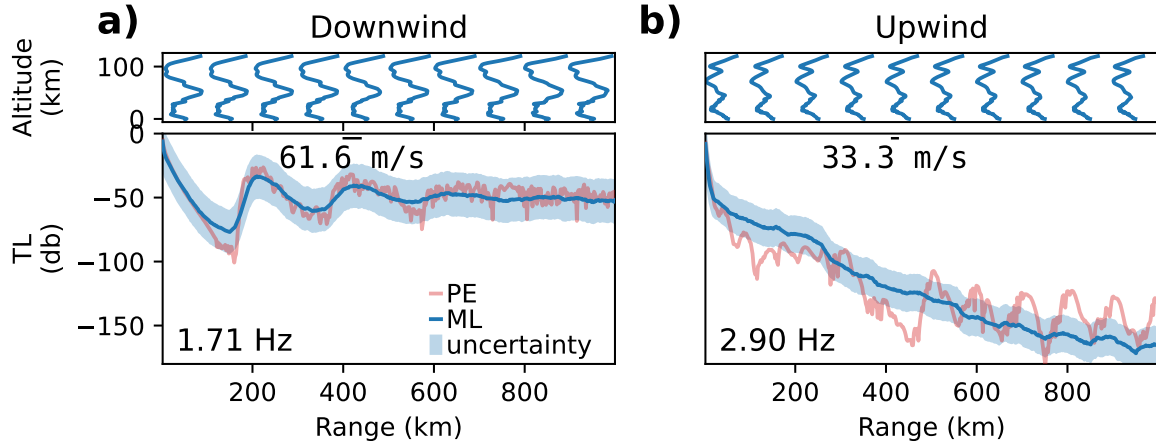 a) Downwind
Altitude
(km)
100
0
0
61.6 m/s
−50
−100
−150
TL
(db)
PE
ML
uncertainty
1.71 Hz
200 400 600 800
Range (km)
b) Upwind
33.3 m/s
2.90 Hz
200 400 600 800
Range (km)